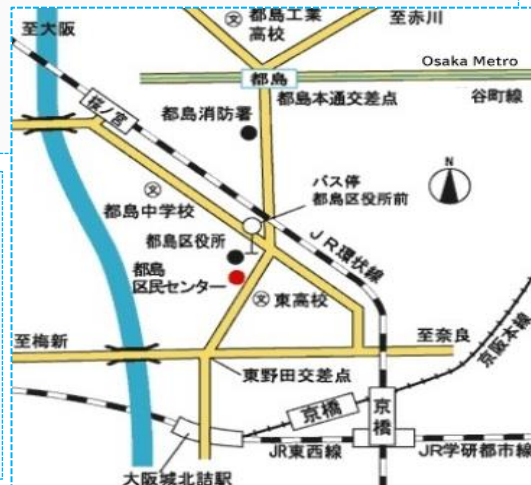 都島工業
高校
至赤川
至大阪
Osaka Metro
都島
谷町線
都島本通交差点
都島消防署
桜ノ宮
N
バス停
都島区役所前
都島中学校
JR環状線
都島区役所
都島
区民センター
東高校
至梅新
至奈良
京阪本線
東野田交差点
京橋
京橋
大阪城北詰駅
JR東西線
JR学研都市線